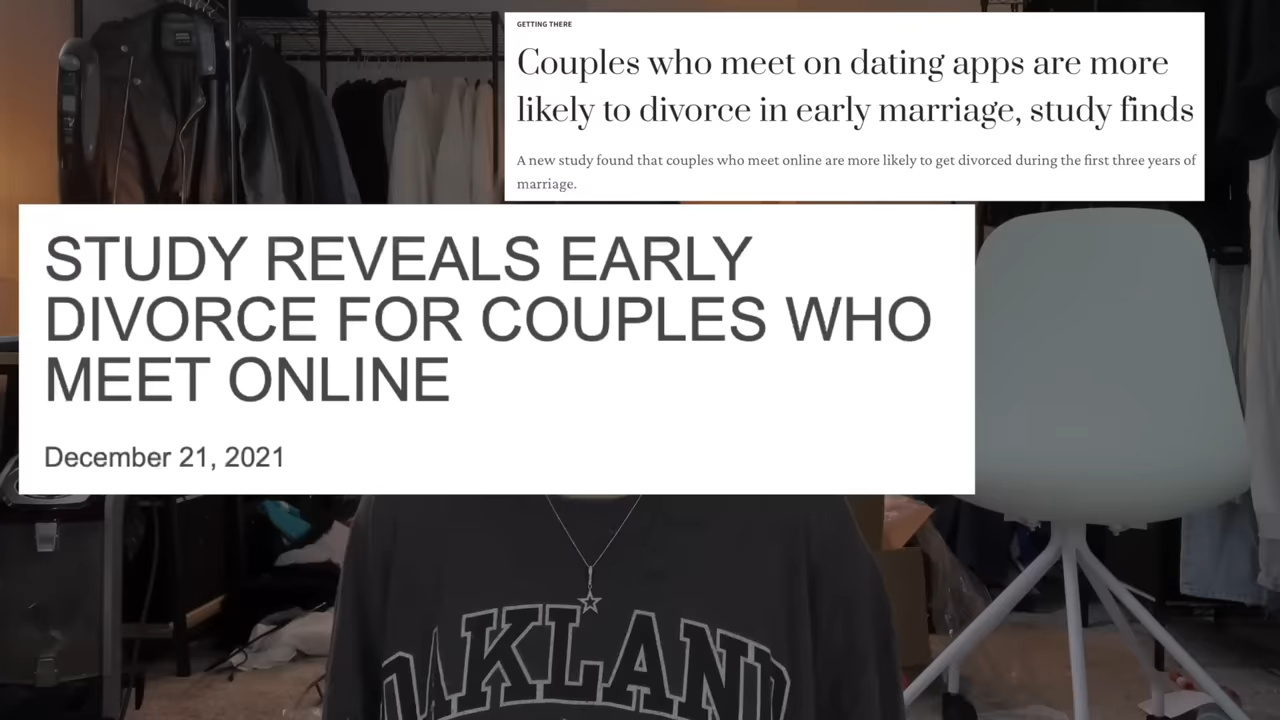 GETTING THERE
Couples who meet on dating apps are more
likely to divorce in early marriage, study finds
A new study found that couples who meet online are more likely to get divorced during the first three years of
marriage.
STUDY REVEALS EARLY
DIVORCE FOR COUPLES WHO
MEET ONLINE
December 21, 2021
OAKLAND